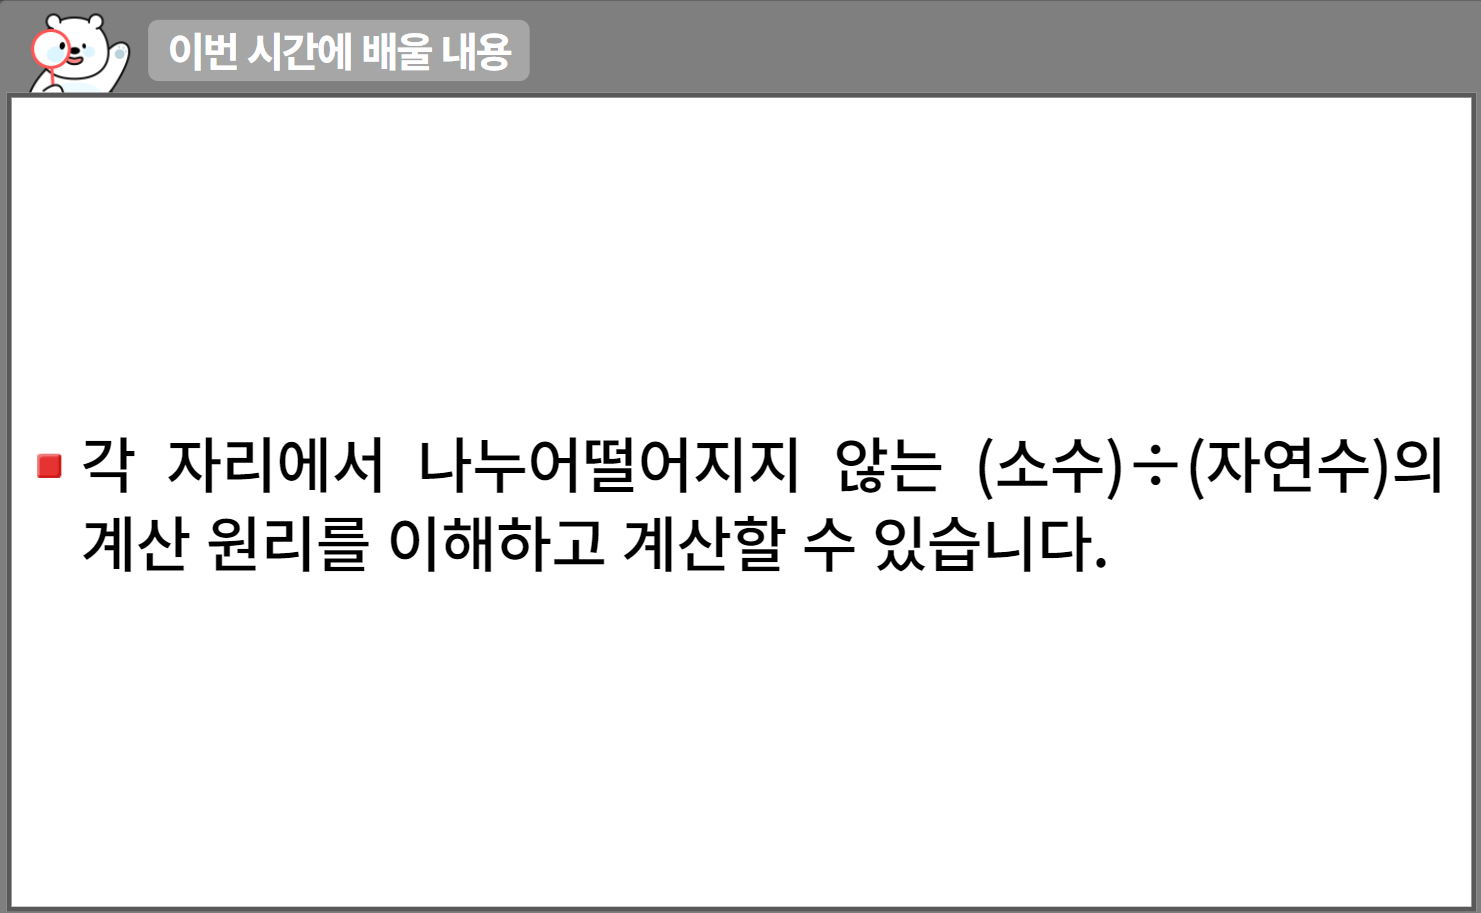 이번 시간에 배울 내용
각 자리에서 나누어떨어지지 않는 (소수)÷(자연수)의
계산 원리를 이해하고 계산할 수 있습니다.